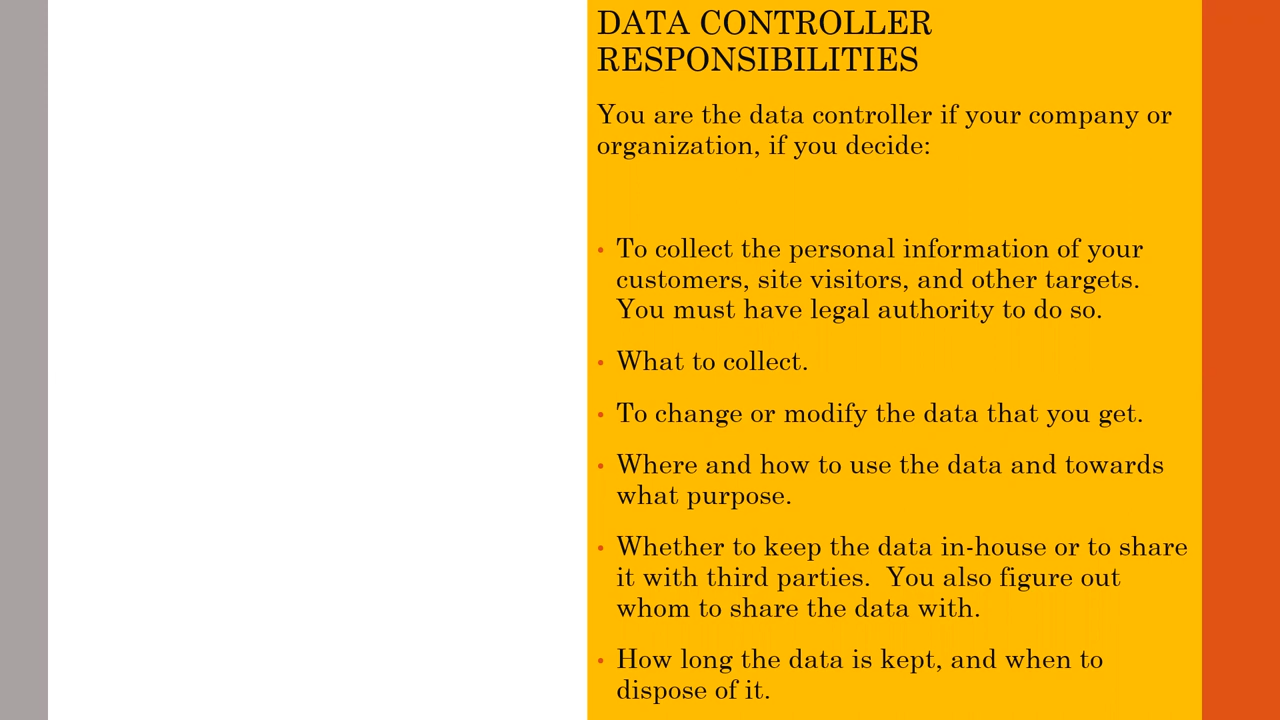 DATA CONTROLLER
RESPONSIBILITIES
You are the data controller if your company or
organization, if you decide:
• To collect the personal information of your
customers, site visitors, and other targets.
You must have legal authority to do so.
• What to collect.
• To change or modify the data that you get.
• Where and how to use the data and towards
what purpose.
• Whether to keep the data in-house or to share
it with third parties.  You also figure out
whom to share the data with.
• How long the data is kept, and when to
dispose of it.